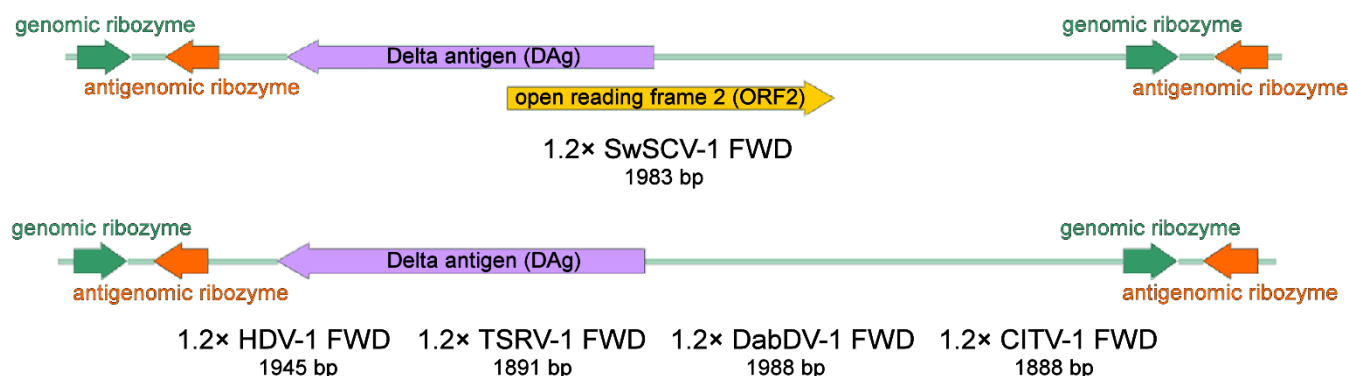 genomic ribozyme
genomic ribozyme
Delta antigen (DAg)
antigenomic ribozyme
antigenomic ribozyme
open reading frame 2 (ORF2)
1.2× SwSCV-1 FWD
1983 bp
genomic ribozyme
genomic ribozyme
Delta antigen (DAg)
antigenomic ribozyme
antigenomic ribozyme
1.2× HDV-1 FWD 1.2× TSRV-1 FWD 1.2× DabDV-1 FWD 1.2× CITV-1 FWD
1945 bp 1891 bp 1988 bp 1888 bp